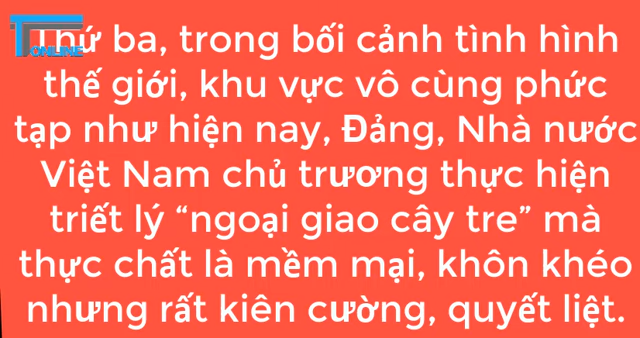 T ONLINE
Thứ ba, trong bối cảnh tình hình
thế giới, khu vực vô cùng phức
tạp như hiện nay, Đảng, Nhà nước
Việt Nam chủ trương thực hiện
triết lý “ngoại giao cây tre” mà
thực chất là mềm mại, khôn khéo
nhưng rất kiên cường, quyết liệt.